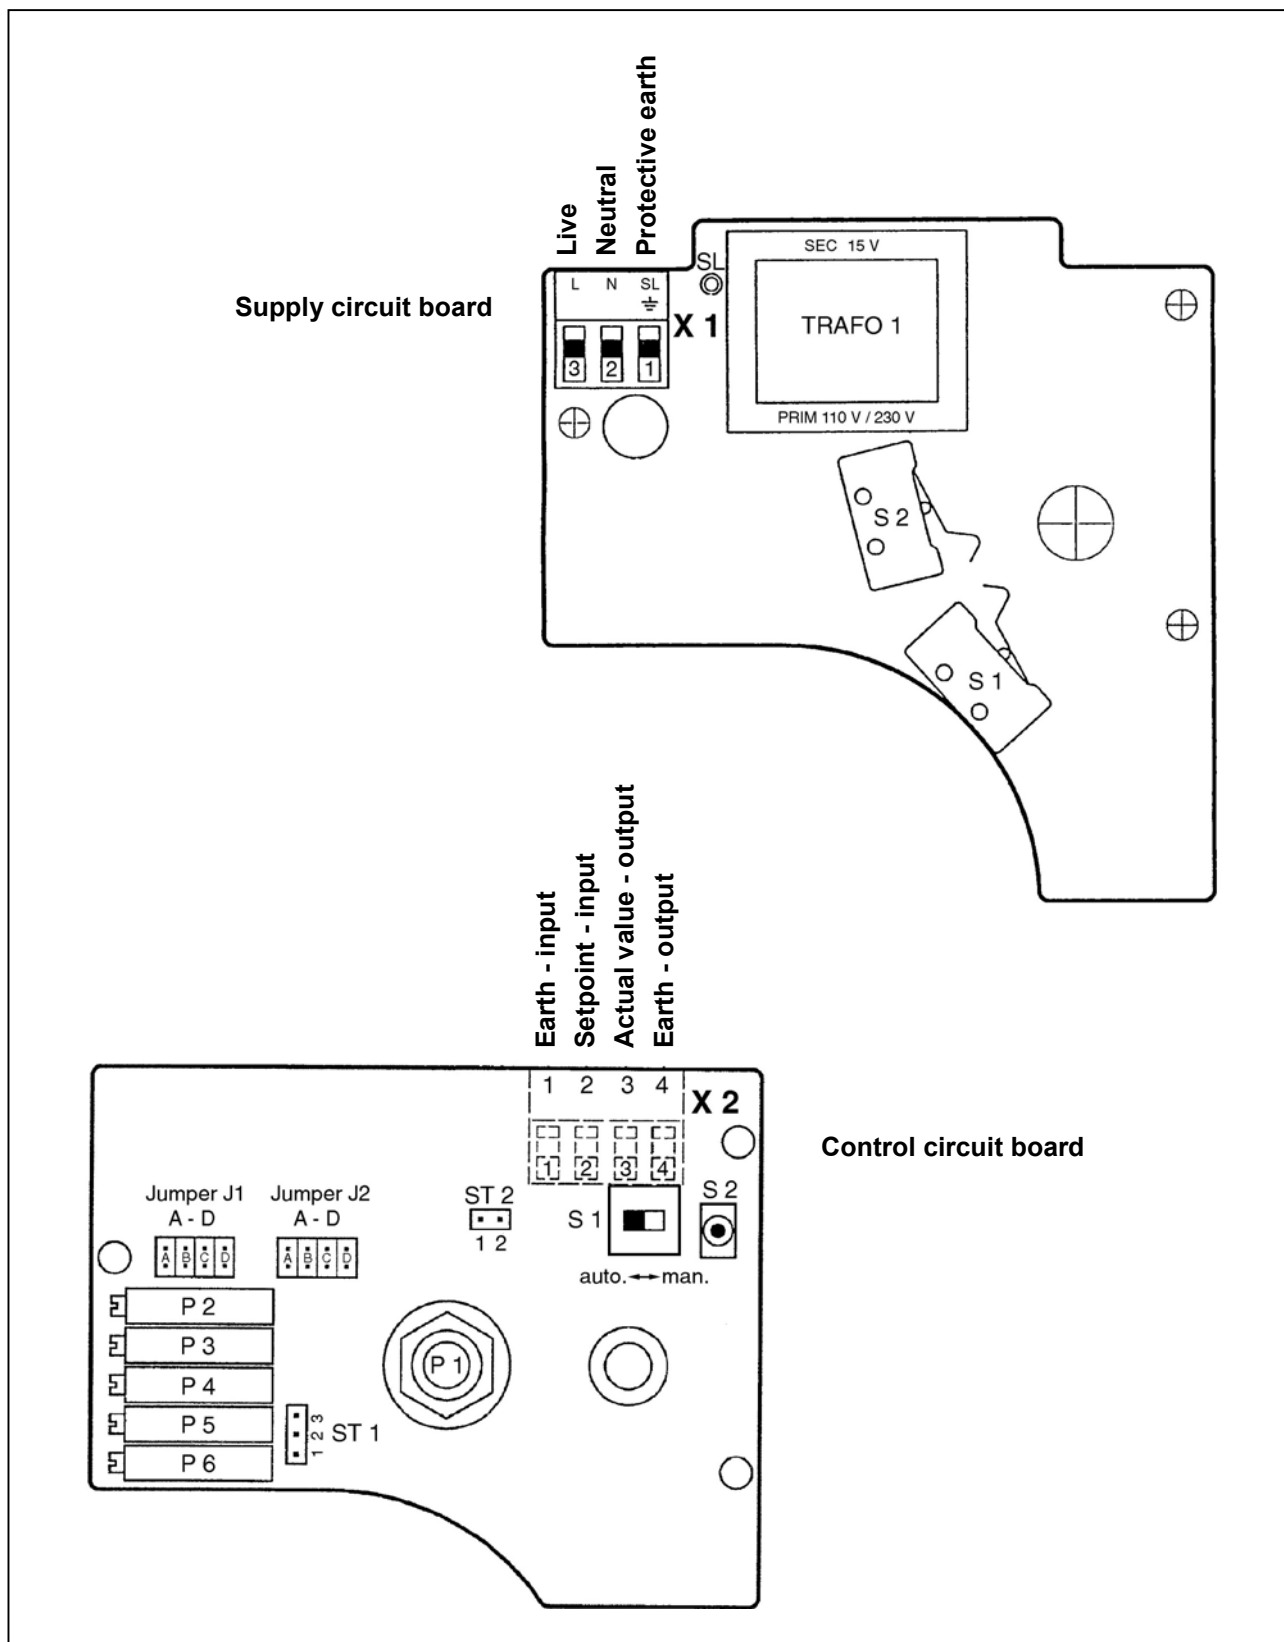 Live
Neutral
Protective earth
Supply circuit board
L N SL
3 2 1
X 1
SL
SEC 15 V
TRAFO 1
PRIM 110 V / 230 V
S 2
S 1
Earth - input
Setpoint - input
Actual value - output
Earth - output
1 2 3 4
X 2
1 2 3 4
Control circuit board
Jumper J1
A - D
A B C D
Jumper J2
A - D
A B C D
ST 2
1 2
S 1
auto. ↔ man.
S 2
P 2
P 3
P 4
P 5
P 6
1 2 3
ST 1
P 1